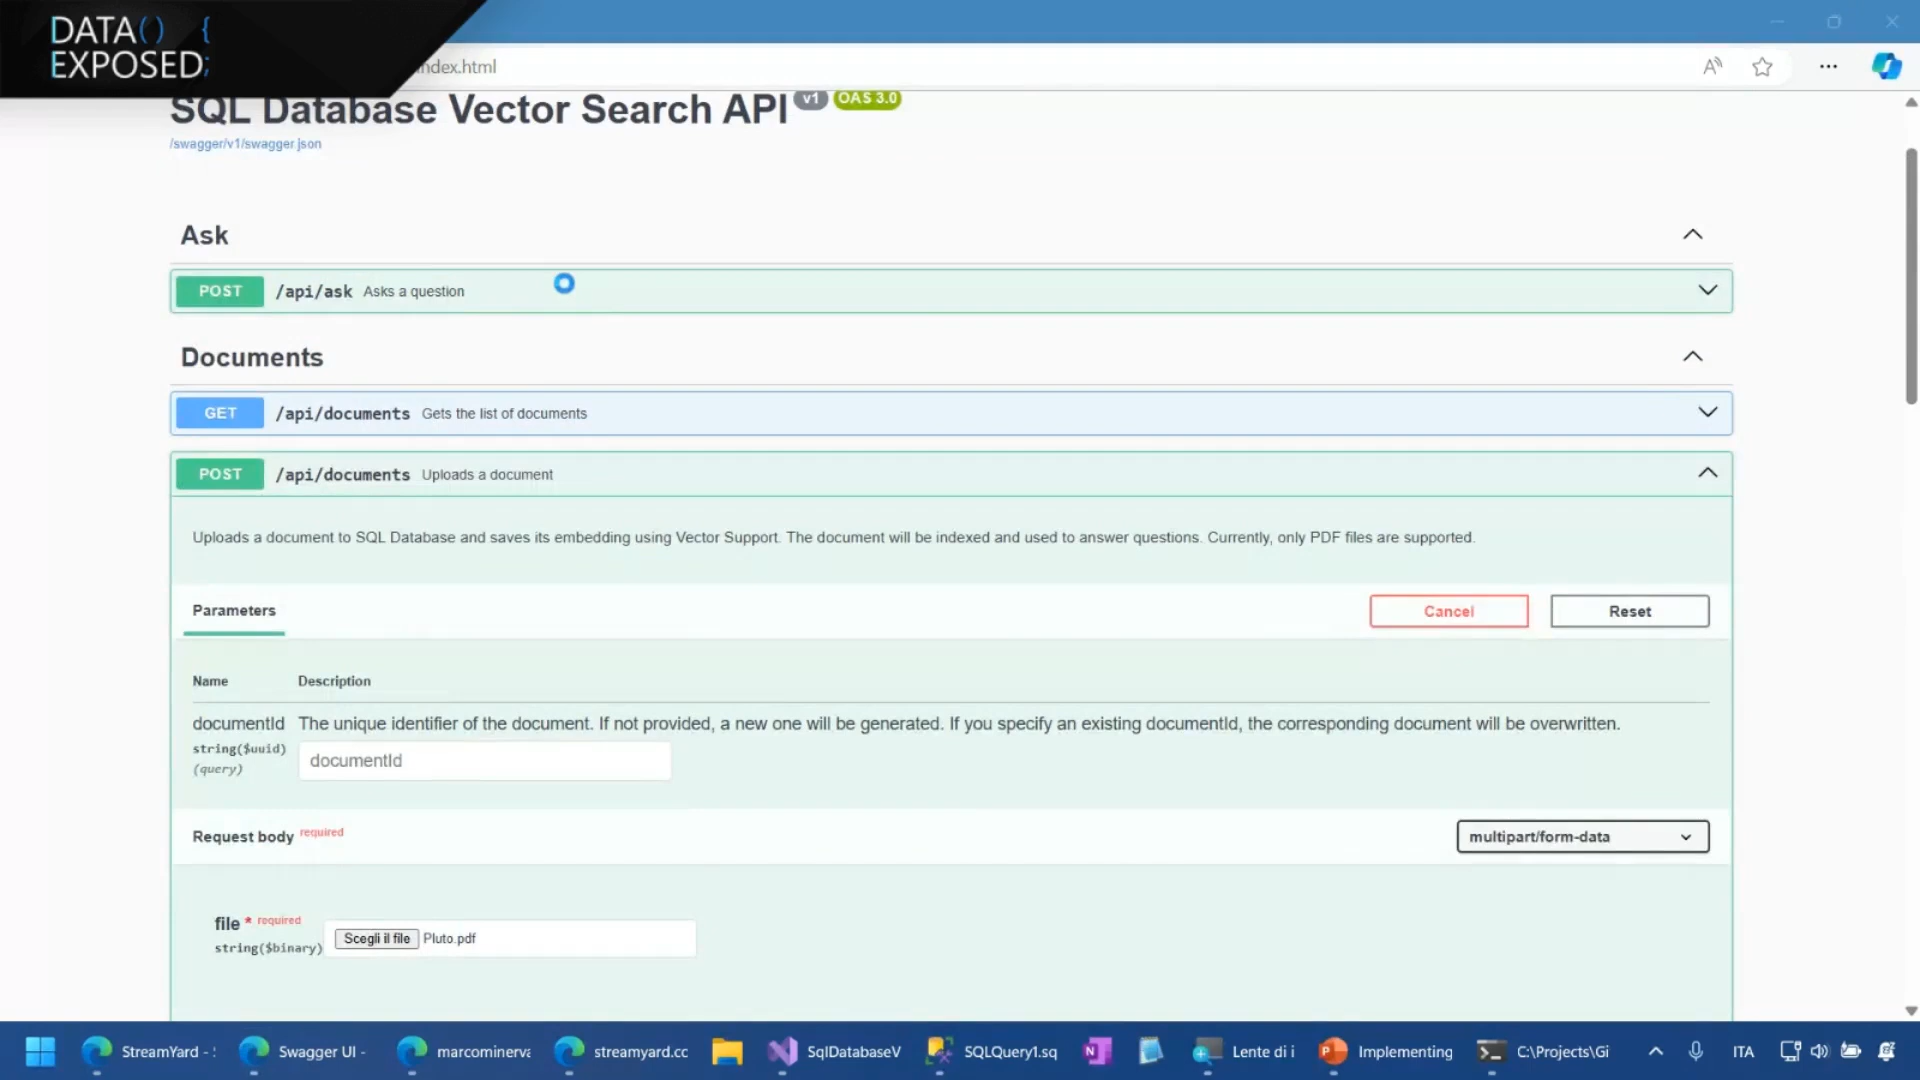 DATA() {
EXPOSED;
index.html
SQL Database Vector Search API v1 OAS 3.0
/swagger/v1/swagger.json
Ask
POST /api/ask Asks a question
Documents
GET /api/documents Gets the list of documents
POST /api/documents Uploads a document
Uploads a document to SQL Database and saves its embedding using Vector Support. The document will be indexed and used to answer questions. Currently, only PDF files are supported.
Parameters Cancel Reset
Name Description
documentId The unique identifier of the document. If not provided, a new one will be generated. If you specify an existing documentId, the corresponding document will be overwritten.
string($uuid)
(query)
documentId
Request body required multipart/form-data
file * required
string($binary)
Scegli il file Pluto.pdf
StreamYard - Swagger UI - marcominerva streamyard.cc SqlDatabaseV SQLQuery1.sq Lente di i Implementing C:\Projects\Gi ITA